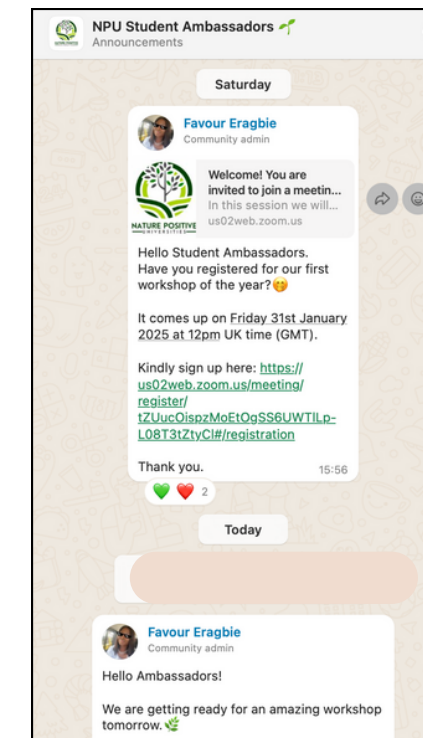 NPU Student Ambassadors 🌱
Announcements
Saturday
Favour Eragbie
Community admin
Welcome! You are
invited to join a meetin...
In this session we will...
us02web.zoom.us
NATURE POSITIVE
UNIVERSITIES
Hello Student Ambassadors.
Have you registered for our first
workshop of the year?🤭
It comes up on Friday 31st January
2025 at 12pm UK time (GMT).
Kindly sign up here: https://
us02web.zoom.us/meeting/
register/
tZUucOispzMoEtOgSS6UWTILp-
L08T3tZtyCl#/registration
Thank you.
15:56
💚 ❤️ 2
Today
Favour Eragbie
Community admin
Hello Ambassadors!
We are getting ready for an amazing workshop
tomorrow.🌿